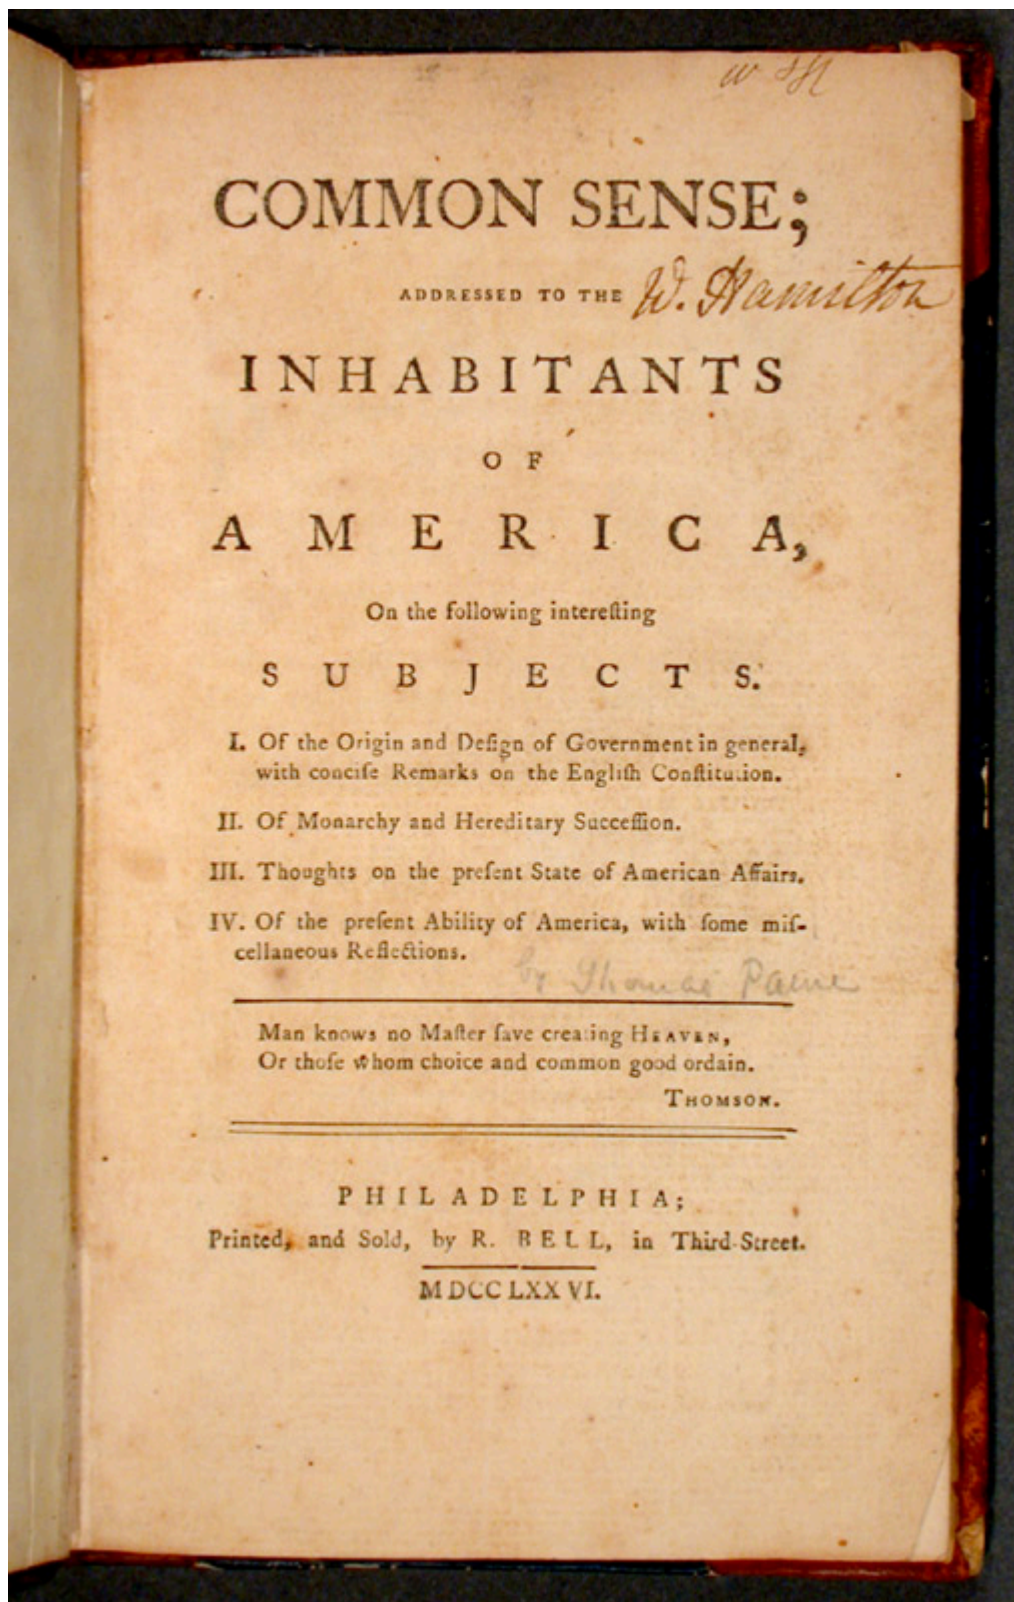 COMMON SENSE;
ADDRESSED TO THE W. Hamilton
INHABITANTS
OF
AMERICA,
On the following intereſting
SUBJECTS.
I. Of the Origin and Deſign of Government in general,
with conciſe Remarks on the Engliſh Conſtitution.
II. Of Monarchy and Hereditary Succeſſion.
III. Thoughts on the preſent State of American Affairs.
IV. Of the preſent Ability of America, with ſome miſ-
cellaneous Reflections.
by Thomas Paine
Man knows no Maſter ſave creating HEAVEN,
Or thoſe whom choice and common good ordain.
THOMSON.
PHILADELPHIA;
Printed, and Sold, by R. BELL, in Third-Street.
MDCCLXXVI.